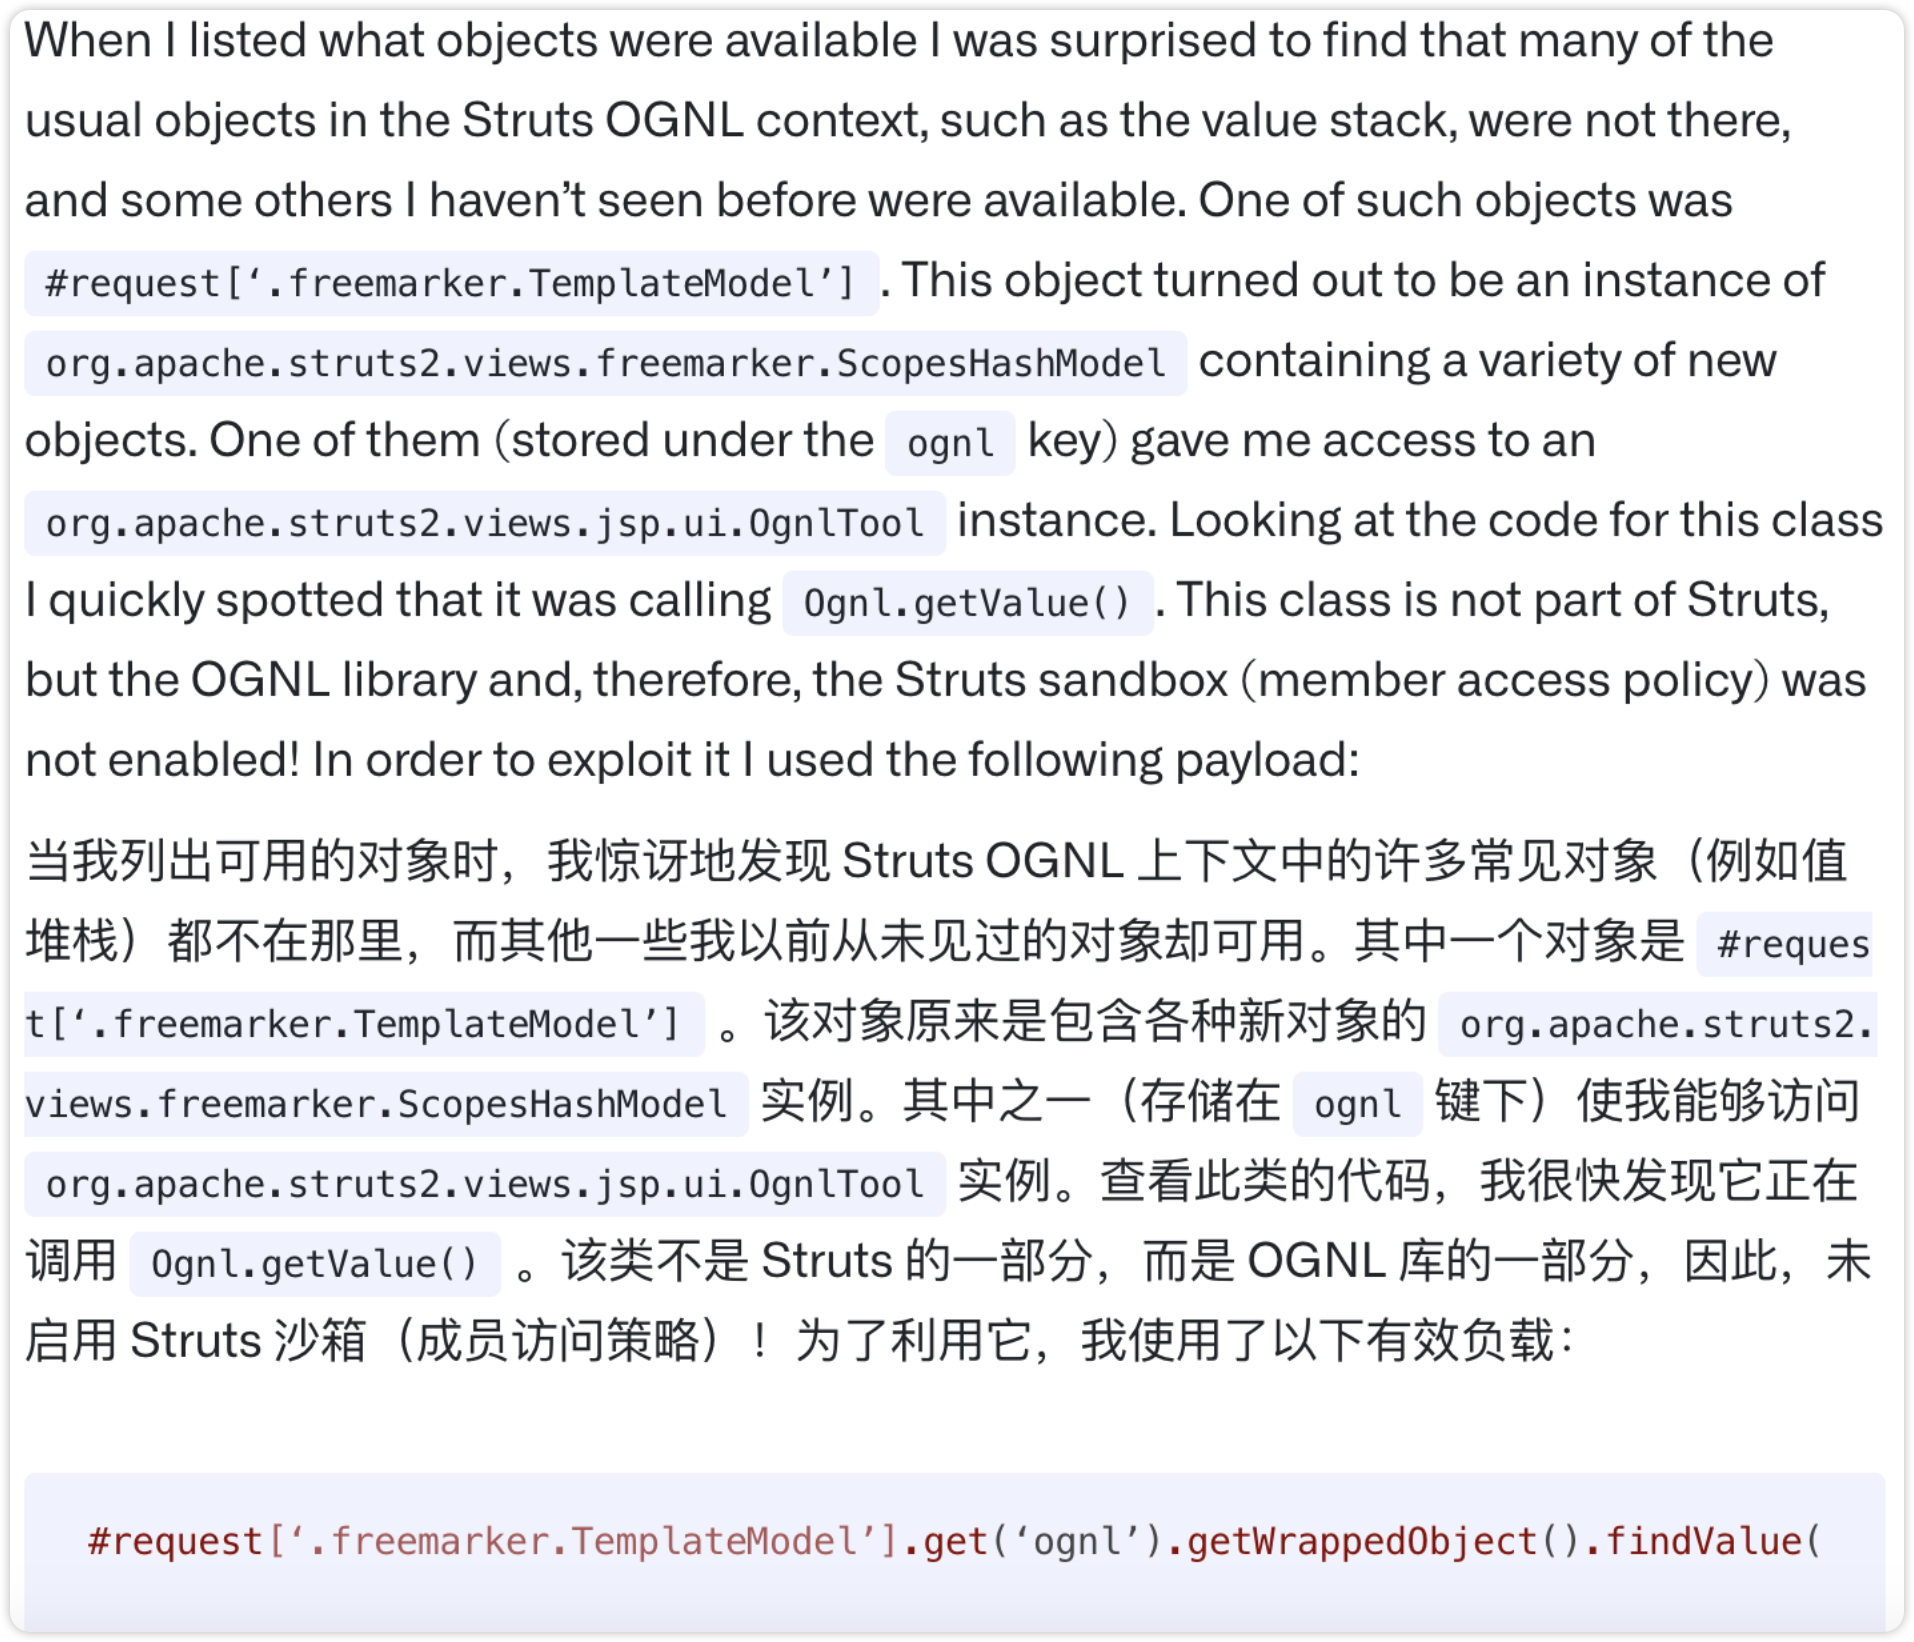 When I listed what objects were available I was surprised to find that many of the
usual objects in the Struts OGNL context, such as the value stack, were not there,
and some others I haven’t seen before were available. One of such objects was
#request[‘.freemarker.TemplateModel’] . This object turned out to be an instance of
org.apache.struts2.views.freemarker.ScopesHashModel containing a variety of new
objects. One of them (stored under the ognl key) gave me access to an
org.apache.struts2.views.jsp.ui.OgnlTool instance. Looking at the code for this class
I quickly spotted that it was calling Ognl.getValue() . This class is not part of Struts,
but the OGNL library and, therefore, the Struts sandbox (member access policy) was
not enabled! In order to exploit it I used the following payload:
当我列出可用的对象时，我惊讶地发现 Struts OGNL 上下文中的许多常见对象（例如值
堆栈）都不在那里，而其他一些我以前从未见过的对象却可用。其中一个对象是 #reques
t[‘.freemarker.TemplateModel’] 。该对象原来是包含各种新对象的 org.apache.struts2.
views.freemarker.ScopesHashModel 实例。其中之一（存储在 ognl 键下）使我能够访问
org.apache.struts2.views.jsp.ui.OgnlTool 实例。查看此类的代码，我很快发现它正在
调用 Ognl.getValue() 。该类不是 Struts 的一部分，而是 OGNL 库的一部分，因此，未
启用 Struts 沙箱（成员访问策略）！为了利用它，我使用了以下有效负载：
#request[‘.freemarker.TemplateModel’].get(‘ognl’).getWrappedObject().findValue(